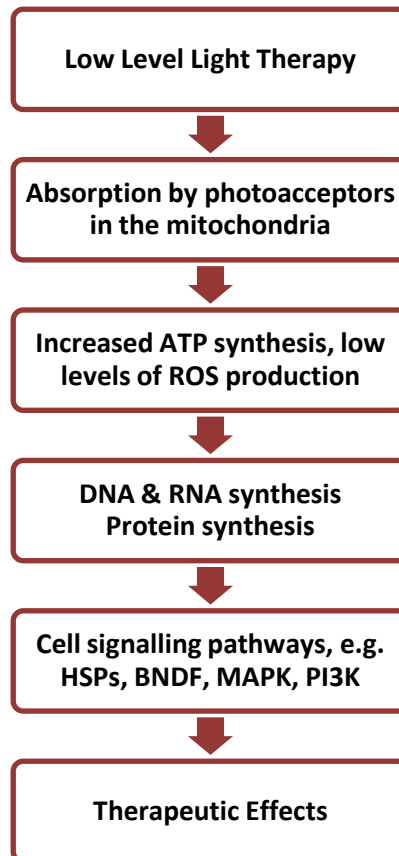 Low Level Light Therapy
Absorption by photoacceptors
in the mitochondria
Increased ATP synthesis, low
levels of ROS production
DNA & RNA synthesis
Protein synthesis
Cell signalling pathways, e.g.
HSPs, BNDF, MAPK, PI3K
Therapeutic Effects